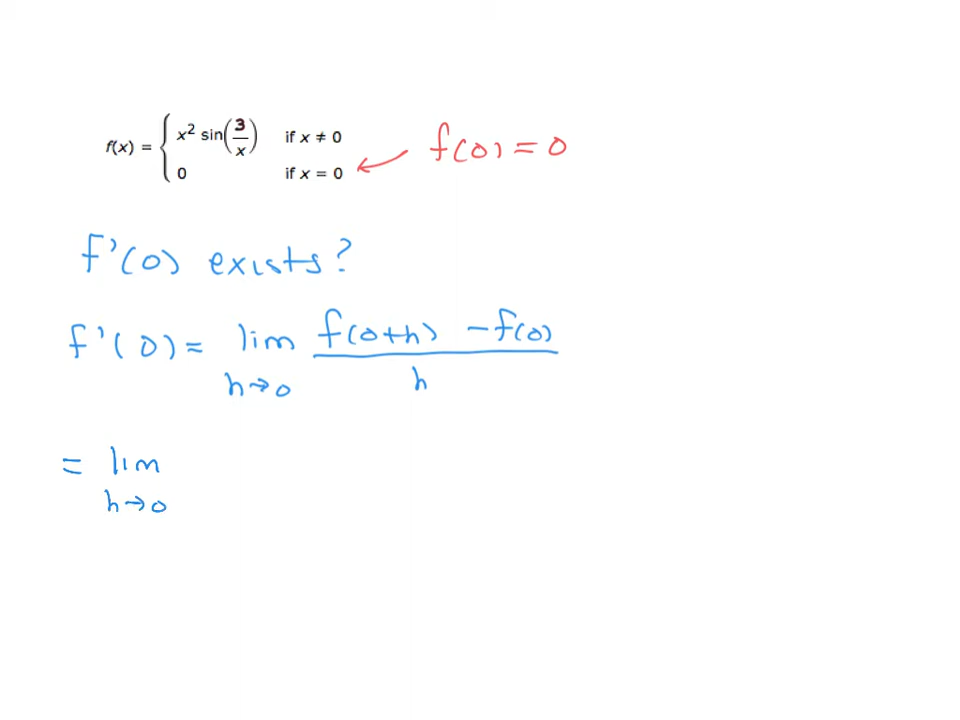 f(x) = { x² sin(3/x) if x ≠ 0
0 if x = 0
f(0) = 0
f'(0) exists?
f'(0) = lim h→0 (f(0+h) - f(0))/h
= lim h→0